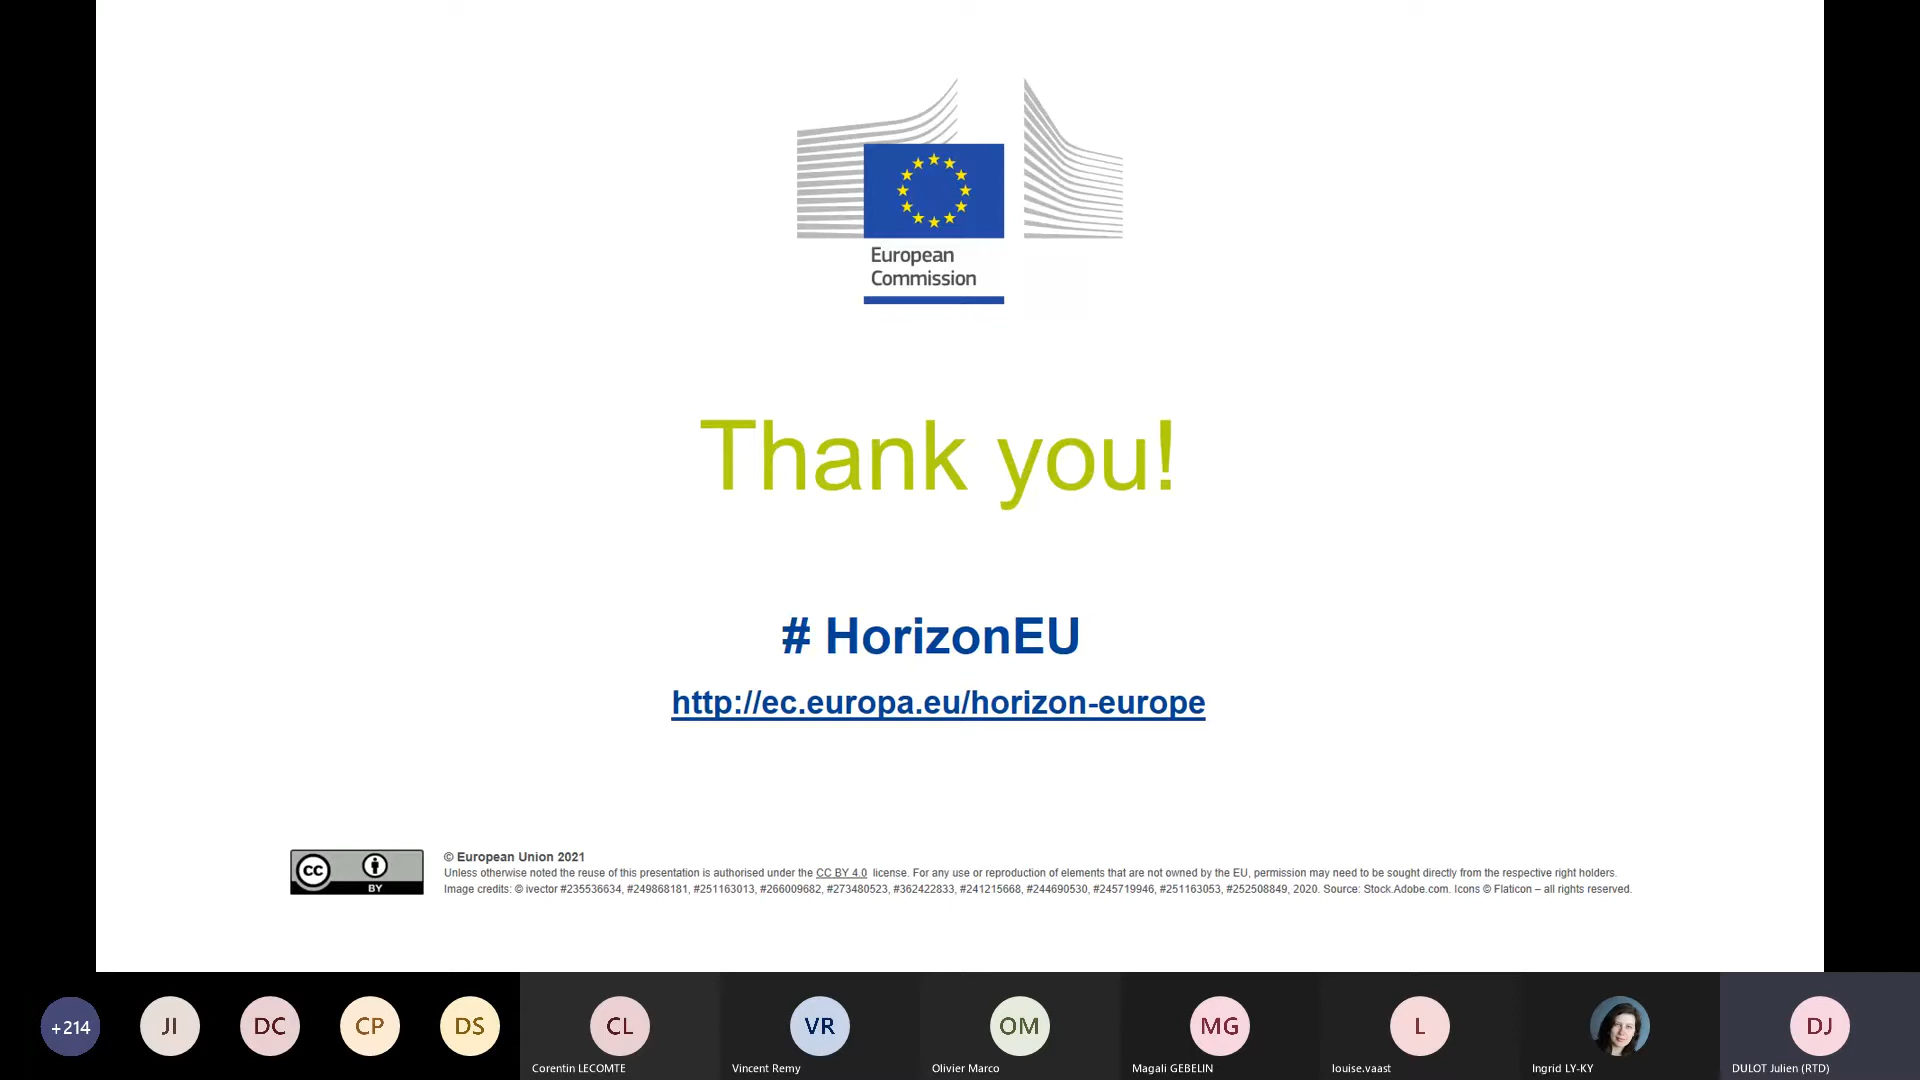 European
Commission
Thank you!
# HorizonEU
http://ec.europa.eu/horizon-europe
cc
BY
© European Union 2021
Unless otherwise noted the reuse of this presentation is authorised under the CC BY 4.0 license. For any use or reproduction of elements that are not owned by the EU, permission may need to be sought directly from the respective right holders.
Image credits: © ivector #235536634, #249868181, #251163013, #266009682, #273480523, #362422833, #241215668, #244690530, #245719946, #251163053, #252508849, 2020. Source: Stock.Adobe.com. Icons © Flaticon – all rights reserved.
+214
JI
DC
CP
DS
CL
VR
OM
MG
L
DJ
Corentin LECOMTE
Vincent Remy
Olivier Marco
Magali GEBELIN
louise.vaast
Ingrid LY-KY
DULOT Julien (RTD)